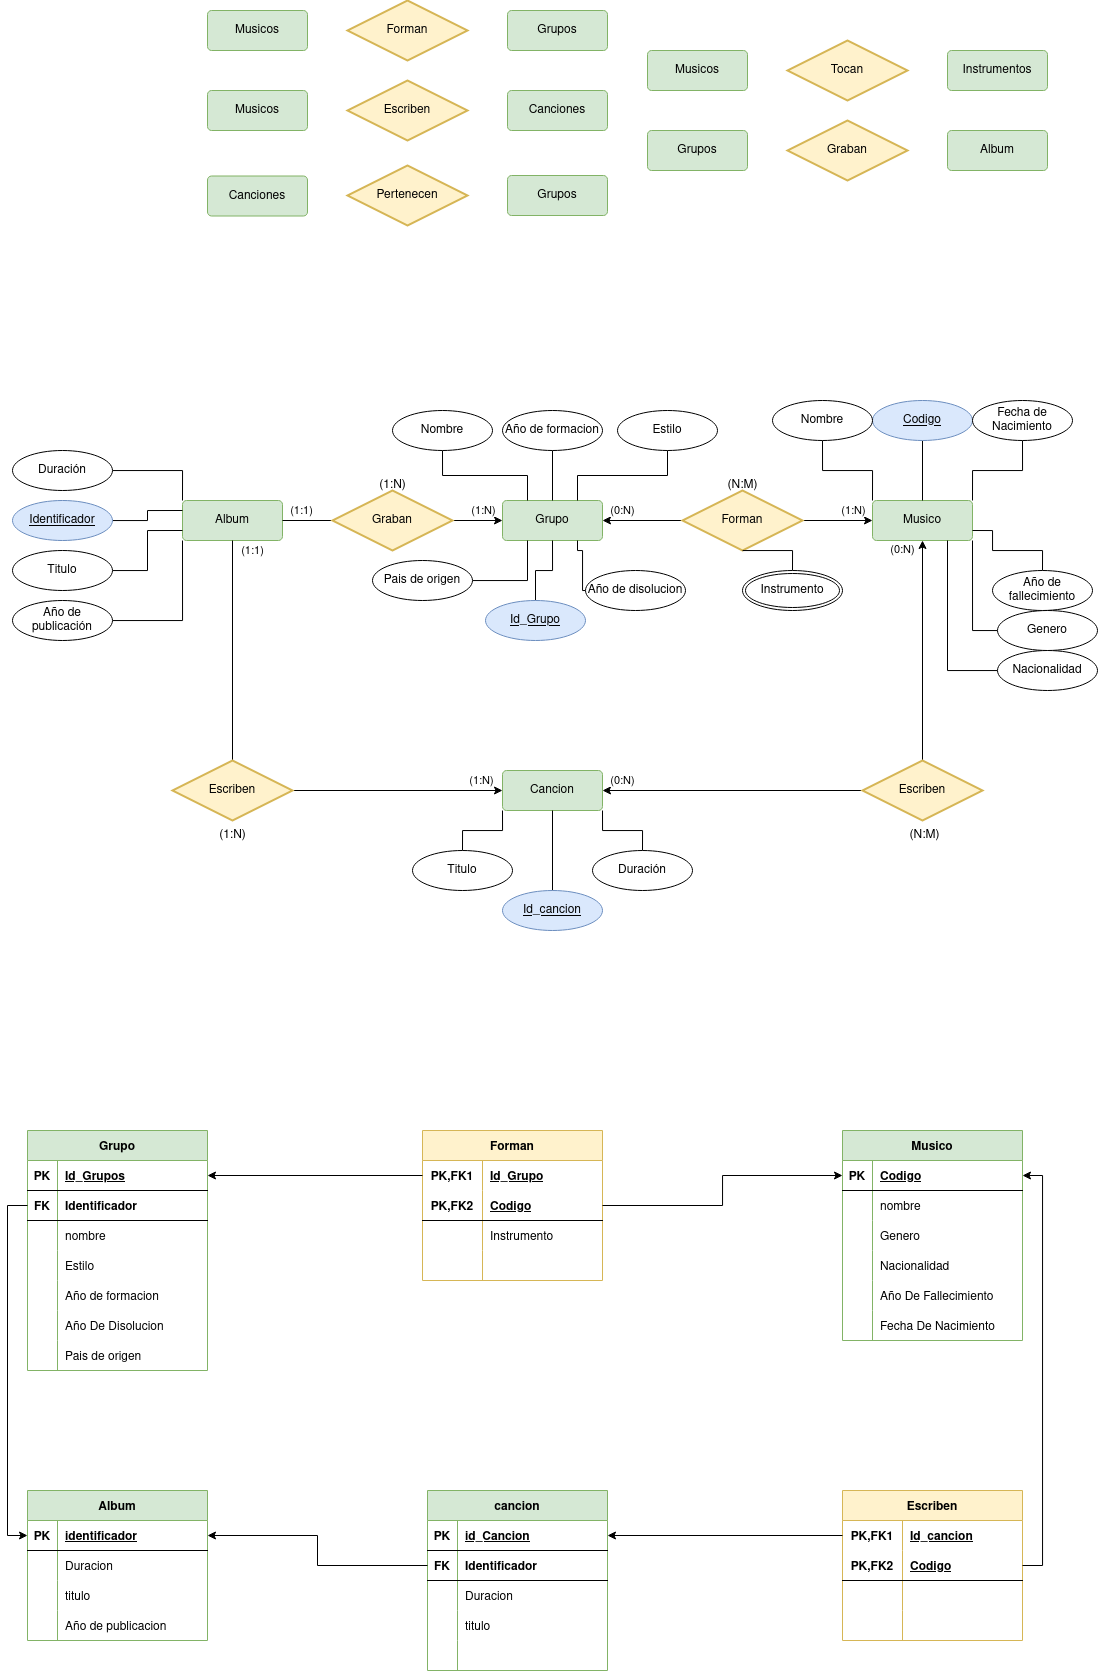 Musicos
Forman
Grupos
Musicos
Tocan
Instrumentos
Musicos
Escriben
Canciones
Grupos
Graban
Album
Canciones
Pertenecen
Grupos
Nombre
Año de formacion
Estilo
Nombre
Codigo
Fecha de
Nacimiento
Duración
Identificador
Titulo
Año de
publicación
Album
(1:1)
(1:1)
(1:N)
Graban
(1:N)
Grupo
(0:N)
(N:M)
Forman
(1:N)
Musico
(0:N)
Pais de origen
Id_Grupo
Año de disolucion
Instrumento
Año de
fallecimiento
Genero
Nacionalidad
Escriben
(1:N)
(1:N)
Cancion
(0:N)
Escriben
(N:M)
Titulo
Id_cancion
Duración
Grupo
PK Id_Grupos
FK Identificador
nombre
Estilo
Año de formacion
Año De Disolucion
Pais de origen
Forman
PK,FK1 Id_Grupo
PK,FK2 Codigo
Instrumento
Musico
PK Codigo
nombre
Genero
Nacionalidad
Año De Fallecimiento
Fecha De Nacimiento
Album
PK identificador
Duracion
titulo
Año de publicacion
cancion
PK id_Cancion
FK Identificador
Duracion
titulo
Escriben
PK,FK1 Id_cancion
PK,FK2 Codigo